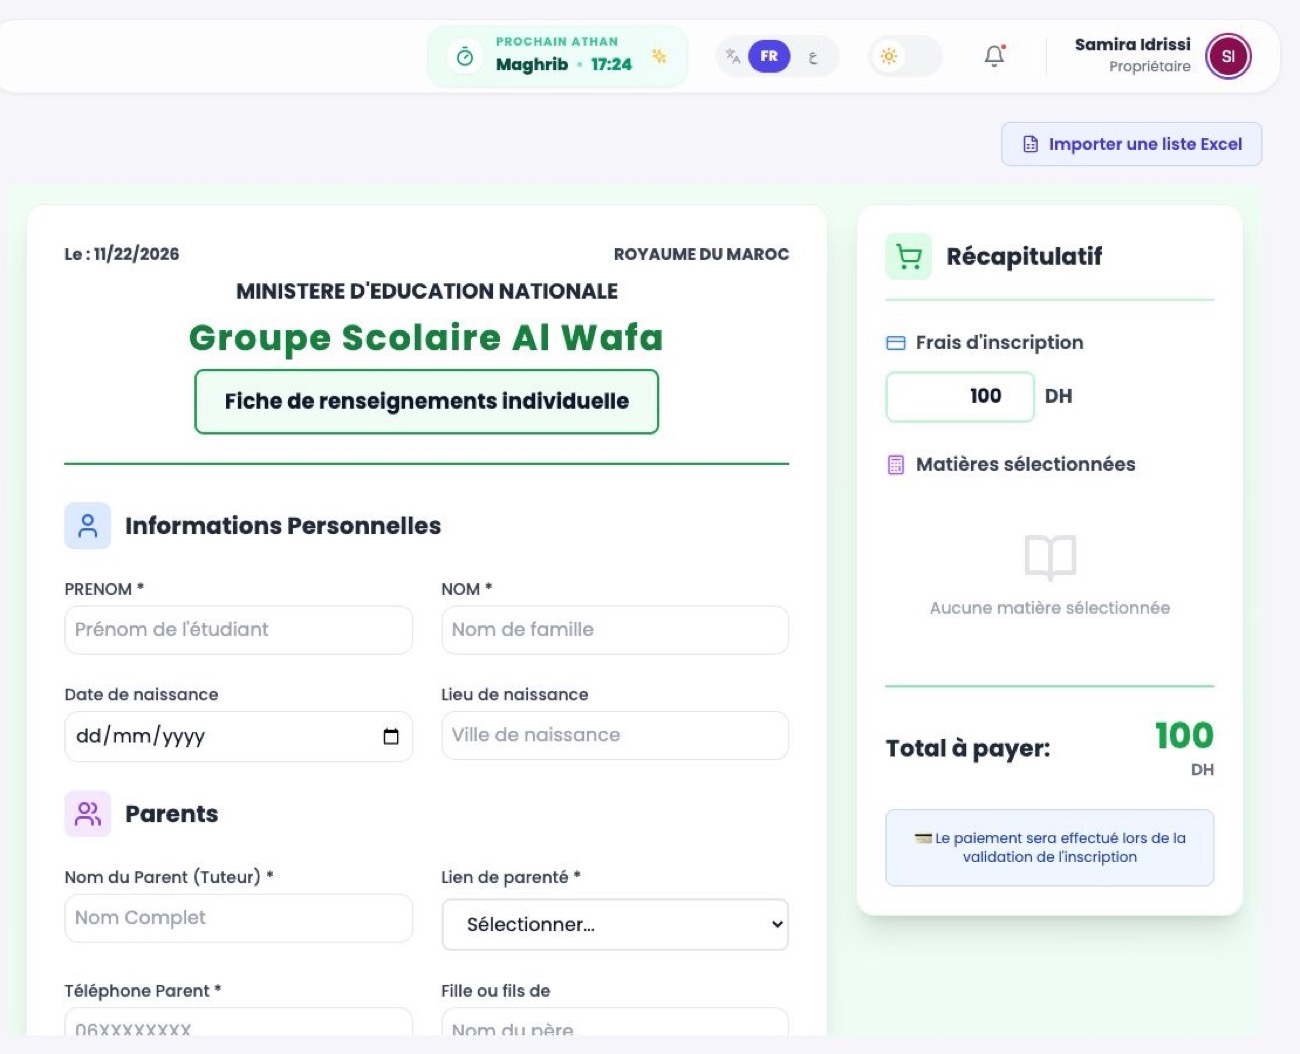 PROCHAIN ATHAN
Maghrib • 17:24
FR
ع
Samira Idrissi
Propriétaire
SI
Importer une liste Excel
Le : 11/22/2026
ROYAUME DU MAROC
MINISTERE D'EDUCATION NATIONALE
Groupe Scolaire Al Wafa
Fiche de renseignements individuelle
Informations Personnelles
PRENOM *
NOM *
Prénom de l'étudiant
Nom de famille
Date de naissance
Lieu de naissance
dd/mm/yyyy
Ville de naissance
Parents
Nom du Parent (Tuteur) *
Lien de parenté *
Nom Complet
Sélectionner...
Téléphone Parent *
Fille ou fils de
06XXXXXXXX
Nom du père
Récapitulatif
Frais d'inscription
100 DH
Matières sélectionnées
Aucune matière sélectionnée
Total à payer:
100
DH
Le paiement sera effectué lors de la
validation de l'inscription